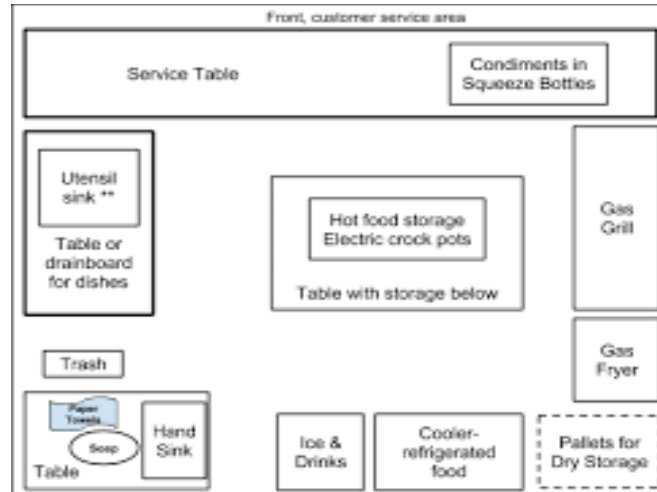 Front, customer service area
Service Table
Condiments in
Squeeze Bottles
Utensil
sink **
Table or
drainboard
for dishes
Hot food storage
Electric crock pots
Table with storage below
Gas
Grill
Gas
Fryer
Trash
Paper
Towels
Soap
Hand
Sink
Table
Ice &
Drinks
Cooler-
refrigerated
food
Pallets for
Dry Storage